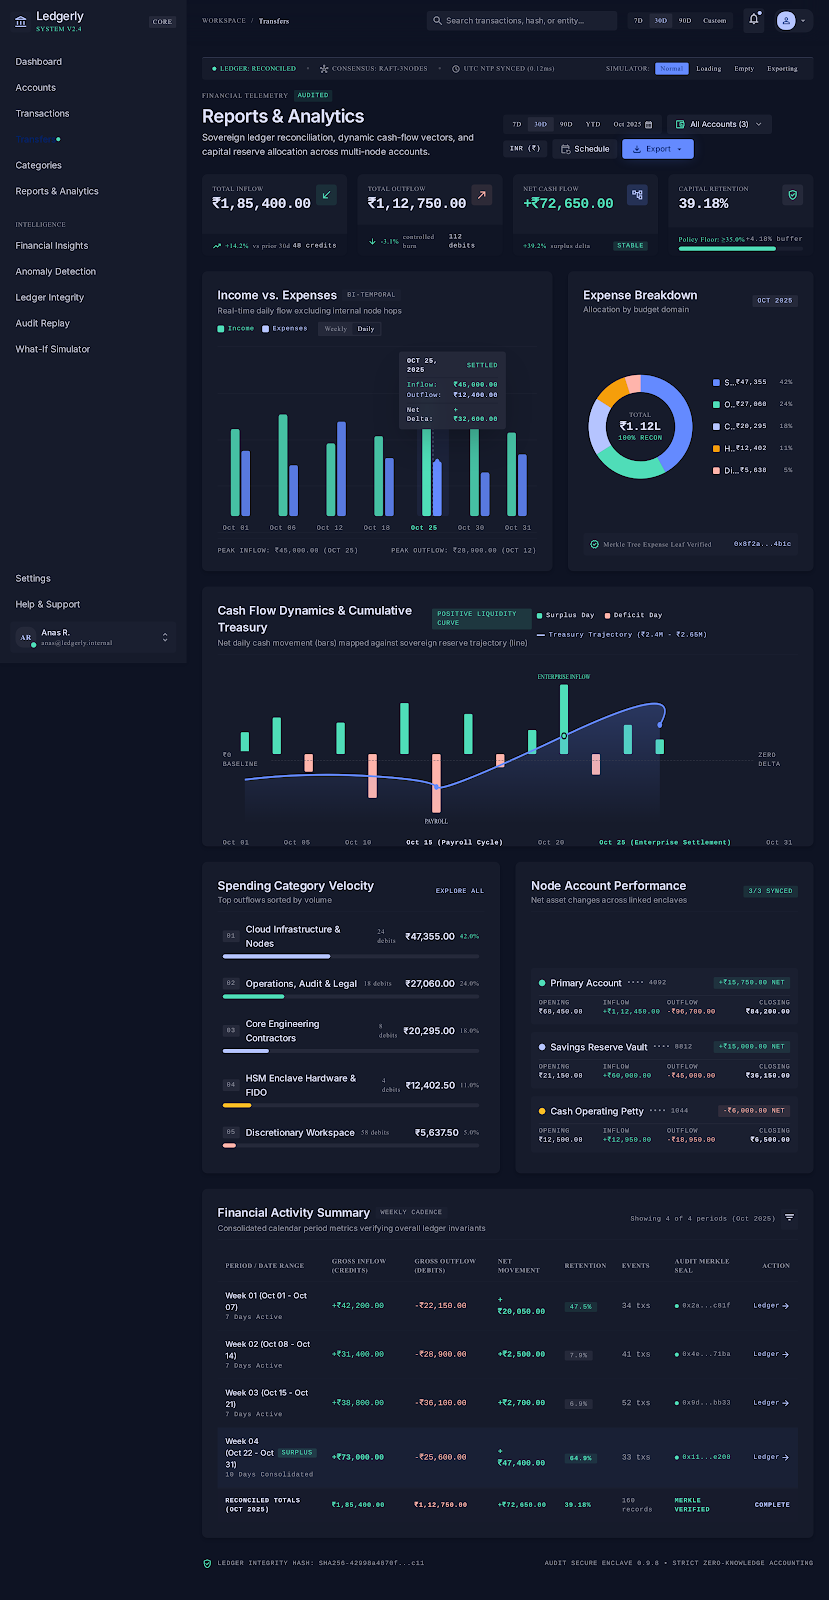 Ledgerly
SYSTEM V2.4
CORE
Dashboard
Accounts
Transactions
Transfers
Categories
Reports & Analytics
INTELLIGENCE
Financial Insights
Anomaly Detection
Ledger Integrity
Audit Replay
What-If Simulator
Settings
Help & Support
AR
Anas R.
anas@ledgerly.internal
WORKSPACE / Transfers
Search transactions, hash, or entity...
7D 30D 90D Custom
LEDGER: RECONCILED
CONSENSUS: RAFT-3NODES
UTC NTP SYNCED (0.12ms)
SIMULATOR: Normal Loading Empty Exporting
FINANCIAL TELEMETRY AUDITED
Reports & Analytics
Sovereign ledger reconciliation, dynamic cash-flow vectors, and
capital reserve allocation across multi-node accounts.
7D 30D 90D YTD Oct 2025
All Accounts (3)
INR (₹)
Schedule
Export
TOTAL INFLOW
₹1,85,400.00
+14.2% vs prior 30d 48 credits
TOTAL OUTFLOW
₹1,12,750.00
-3.1% controlled burn 112 debits
NET CASH FLOW
+₹72,650.00
+39.2% surplus delta STABLE
CAPITAL RETENTION
39.18%
Policy Floor: ≥35.0% +4.18% buffer
Income vs. Expenses BI-TEMPORAL
Real-time daily flow excluding internal node hops
Income Expenses Weekly Daily
OCT 25, 2025 SETTLED
Inflow: ₹45,000.00
Outflow: ₹12,400.00
Net Delta: + ₹32,600.00
Oct 01 Oct 06 Oct 12 Oct 18 Oct 25 Oct 30 Oct 31
PEAK INFLOW: ₹45,000.00 (OCT 25)
PEAK OUTFLOW: ₹28,900.00 (OCT 12)
Expense Breakdown
OCT 2025
Allocation by budget domain
TOTAL
₹1.12L
100% RECON
S... ₹47,355 42%
O... ₹27,060 24%
C... ₹20,295 18%
H... ₹12,402 11%
Di... ₹5,638 5%
Merkle Tree Expense Leaf Verified 0x8f2a...4b1c
Cash Flow Dynamics & Cumulative
Treasury
POSITIVE LIQUIDITY
CURVE
Net daily cash movement (bars) mapped against sovereign reserve trajectory (line)
Surplus Day Deficit Day
Treasury Trajectory (₹2.4M - ₹2.65M)
ENTERPRISE INFLOW
₹0
BASELINE
ZERO
DELTA
PAYROLL
Oct 01 Oct 05 Oct 10 Oct 15 (Payroll Cycle) Oct 20 Oct 25 (Enterprise Settlement) Oct 31
Spending Category Velocity
EXPLORE ALL
Top outflows sorted by volume
01 Cloud Infrastructure & Nodes 24 debits ₹47,355.00 42.0%
02 Operations, Audit & Legal 18 debits ₹27,060.00 24.0%
03 Core Engineering Contractors 8 debits ₹20,295.00 18.0%
04 HSM Enclave Hardware & FIDO 4 debits ₹12,402.50 11.0%
05 Discretionary Workspace 58 debits ₹5,637.50 5.0%
Node Account Performance
3/3 SYNCED
Net asset changes across linked enclaves
Primary Account •••• 4092 +₹15,750.00 NET
OPENING INFLOW OUTFLOW CLOSING
₹68,450.00 +₹1,12,450.00 -₹96,700.00 ₹84,200.00
Savings Reserve Vault •••• 8812 +₹15,000.00 NET
OPENING INFLOW OUTFLOW CLOSING
₹21,150.00 +₹60,000.00 -₹45,000.00 ₹36,150.00
Cash Operating Petty •••• 1044 -₹6,000.00 NET
OPENING INFLOW OUTFLOW CLOSING
₹12,500.00 +₹12,950.00 -₹18,950.00 ₹6,500.00
Financial Activity Summary WEEKLY CADENCE
Consolidated calendar period metrics verifying overall ledger invariants
Showing 4 of 4 periods (Oct 2025)
PERIOD / DATE RANGE GROSS INFLOW (CREDITS) GROSS OUTFLOW (DEBITS) NET MOVEMENT RETENTION EVENTS AUDIT MERKLE SEAL ACTION
Week 01 (Oct 01 - Oct 07) 7 Days Active +₹42,200.00 -₹22,150.00 + ₹20,050.00 47.5% 34 txs 0x2a...c81f Ledger →
Week 02 (Oct 08 - Oct 14) 7 Days Active +₹31,400.00 -₹28,900.00 +₹2,500.00 7.9% 41 txs 0x4e...71ba Ledger →
Week 03 (Oct 15 - Oct 21) 7 Days Active +₹38,800.00 -₹36,100.00 +₹2,700.00 6.9% 52 txs 0x9d...bb33 Ledger →
Week 04 (Oct 22 - Oct 31) SURPLUS 10 Days Consolidated +₹73,000.00 -₹25,600.00 + ₹47,400.00 64.9% 33 txs 0x11...e200 Ledger →
RECONCILED TOTALS (OCT 2025) ₹1,85,400.00 ₹1,12,750.00 +₹72,650.00 39.18% 160 records MERKLE VERIFIED COMPLETE
LEDGER INTEGRITY HASH: SHA256-42998a4870f...c11
AUDIT SECURE ENCLAVE 0.9.8 • STRICT ZERO-KNOWLEDGE ACCOUNTING